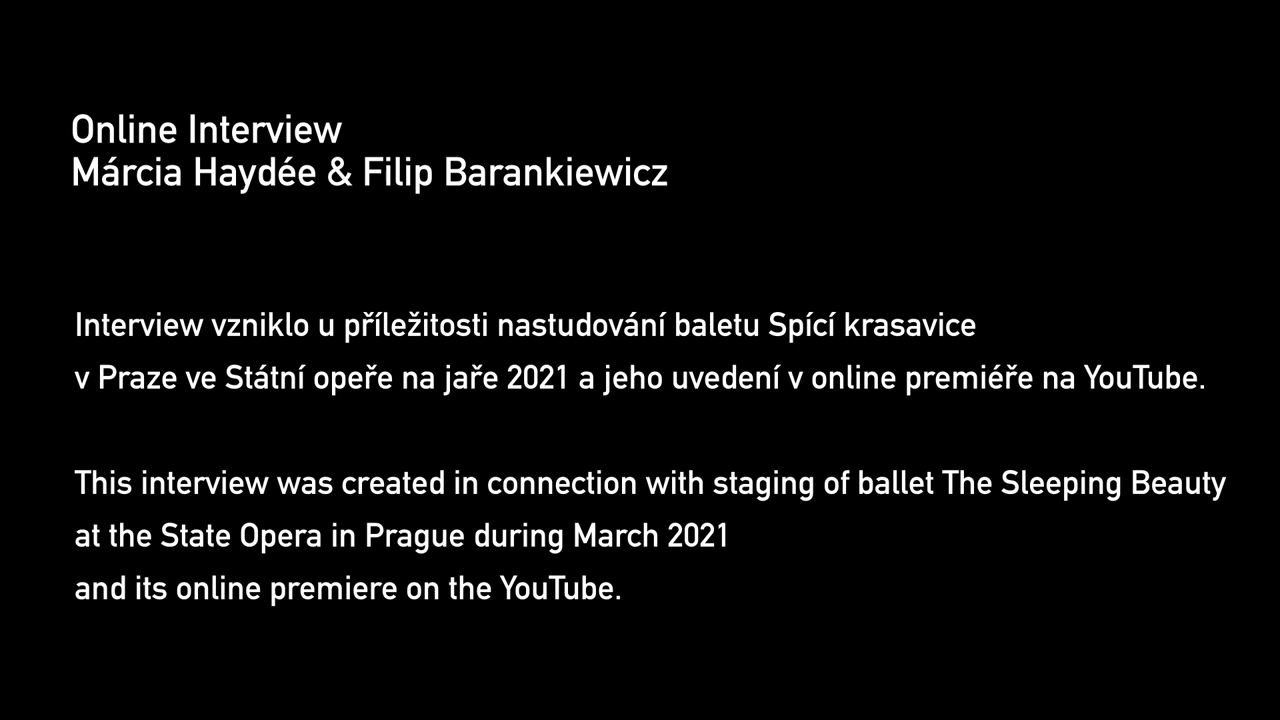 Online Interview
Márcia Haydée & Filip Barankiewicz
Interview vzniklo u příležitosti nastudování baletu Spící krasavice
v Praze ve Státní opeře na jaře 2021 a jeho uvedení v online premiéře na YouTube.
This interview was created in connection with staging of ballet The Sleeping Beauty
at the State Opera in Prague during March 2021
and its online premiere on the YouTube.